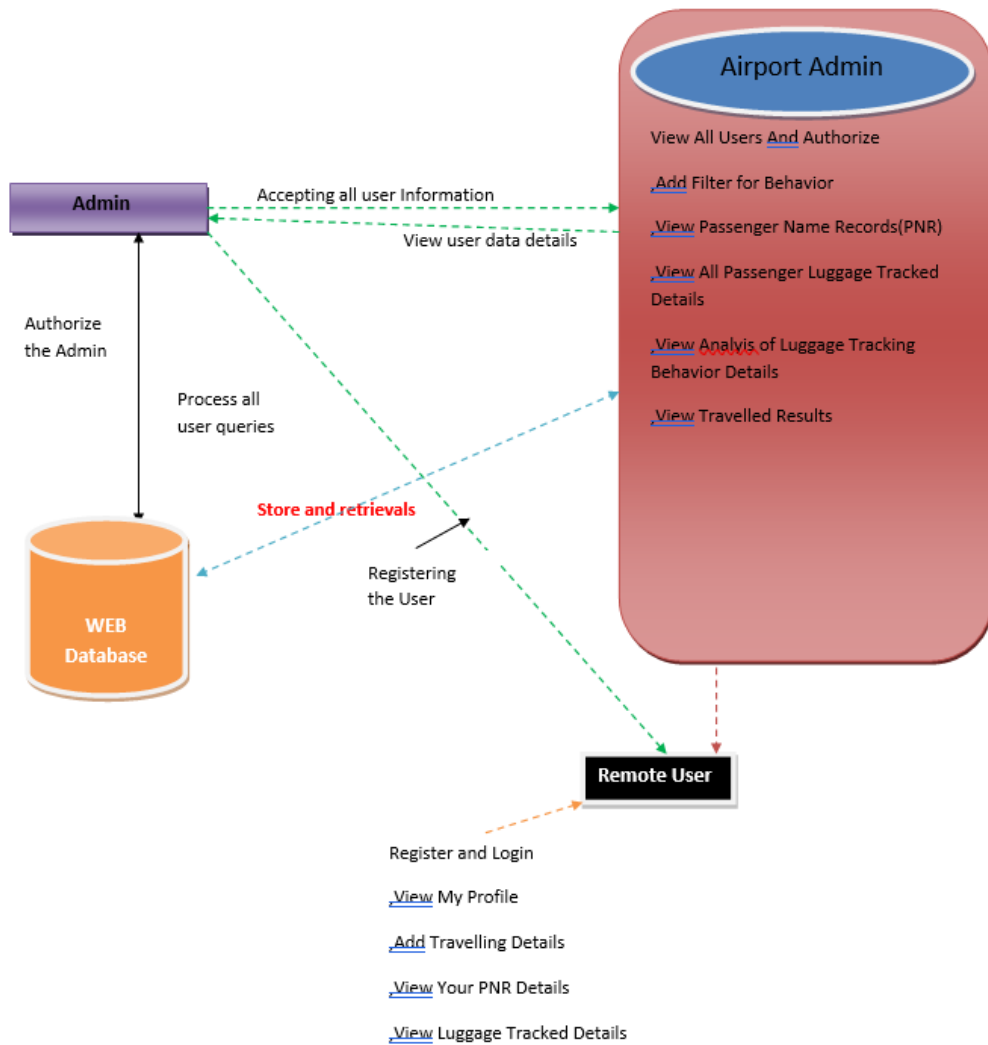 Airport Admin
View All Users And Authorize
,Add Filter for Behavior
,View Passenger Name Records(PNR)
,View All Passenger Luggage Tracked
Details
,View Analyis of Luggage Tracking
Behavior Details
,View Travelled Results
Admin
Accepting all user Information
View user data details
Authorize
the Admin
Process all
user queries
Store and retrievals
Registering
the User
WEB
Database
Remote User
Register and Login
,View My Profile
,Add Travelling Details
,View Your PNR Details
,View Luggage Tracked Details